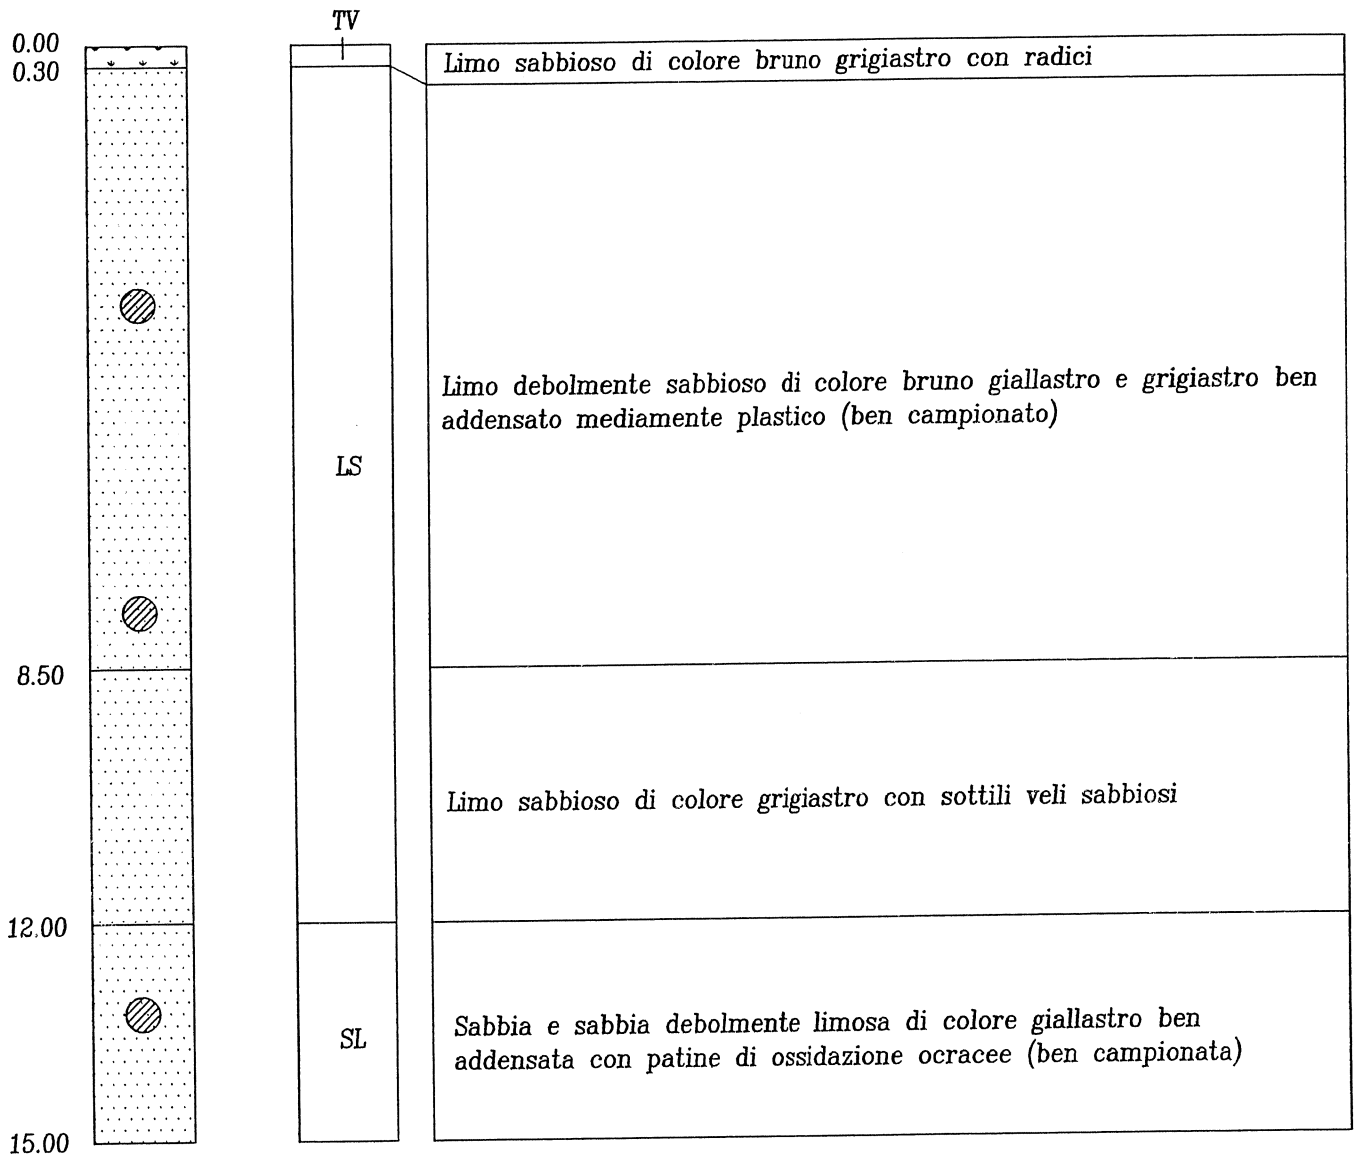 TV
0.00
0.30
Limo sabbioso di colore bruno grigiastro con radici
Limo debolmente sabbioso di colore bruno giallastro e grigiastro ben
addensato mediamente plastico (ben campionato)
LS
8.50
Limo sabbioso di colore grigiastro con sottili veli sabbiosi
12.00
Sabbia e sabbia debolmente limosa di colore giallastro ben
addensata con patine di ossidazione ocracee (ben campionata)
SL
15.00